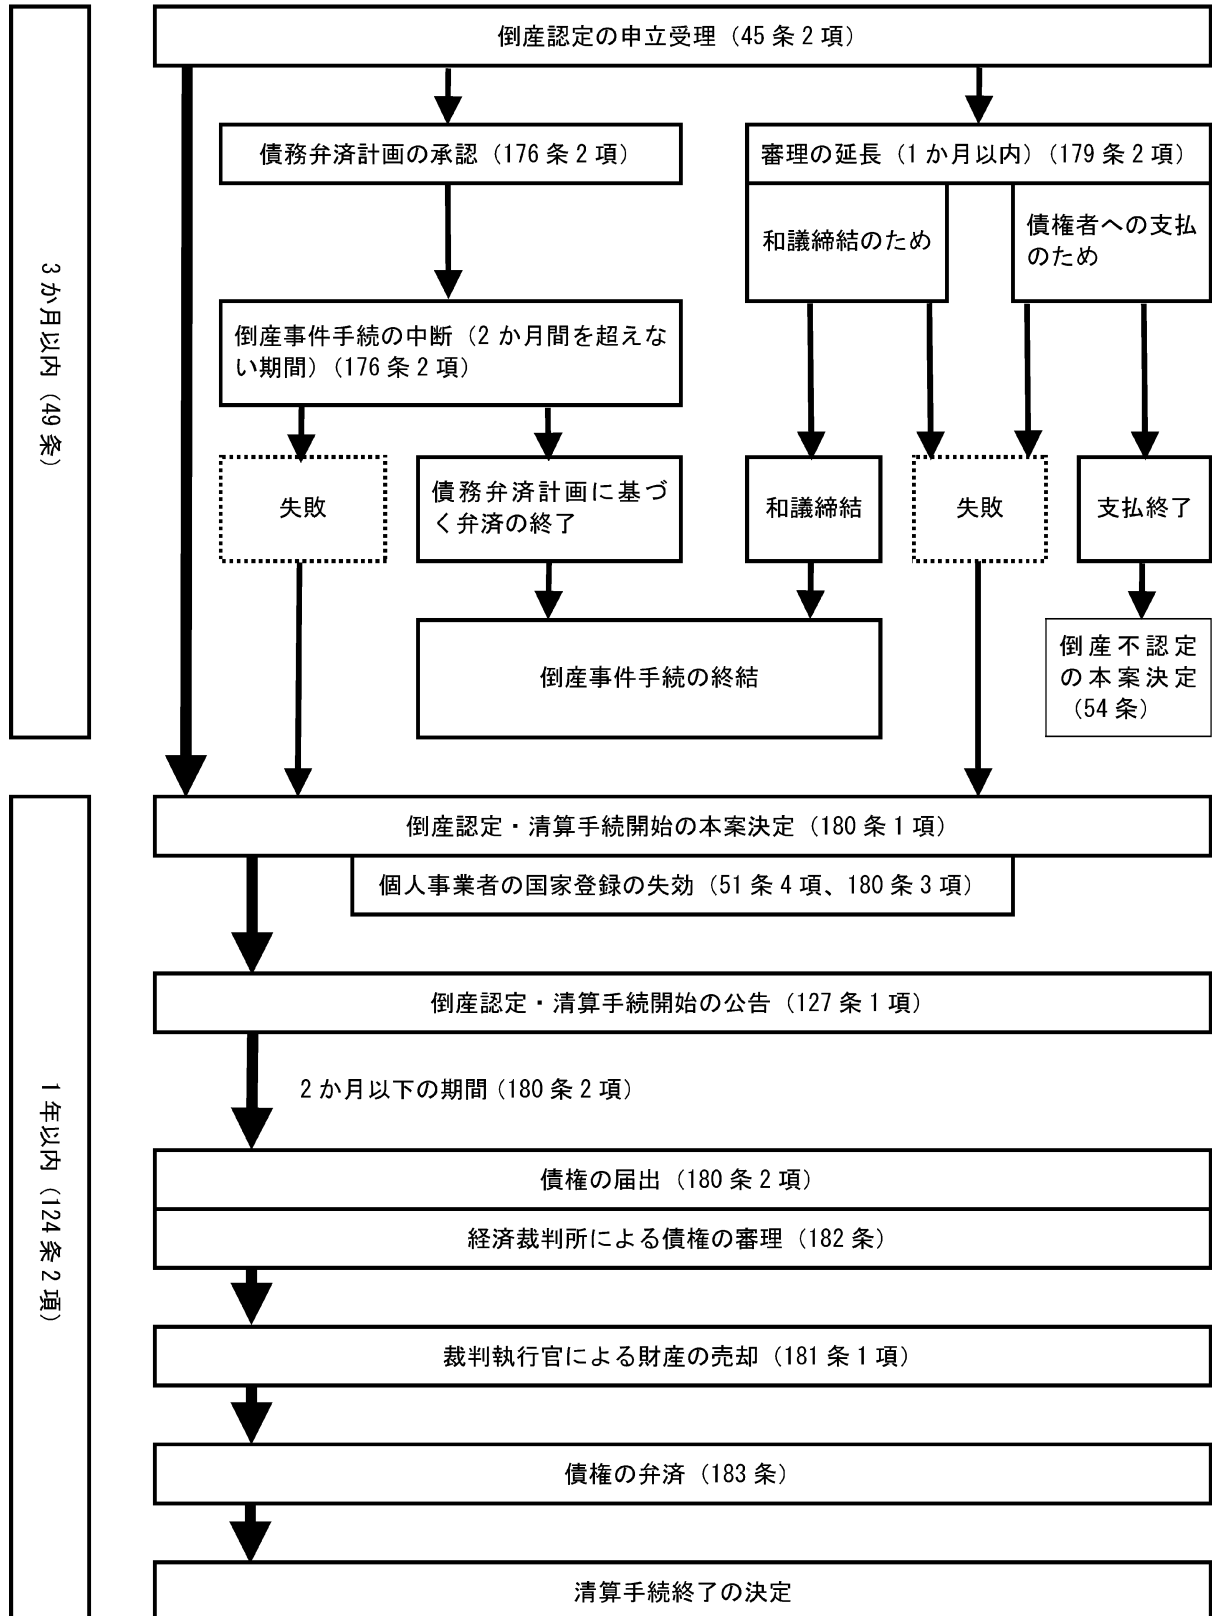 倒産認定の申立受理（45 条 2 項）
債務弁済計画の承認（176 条 2 項）
審理の延長（1 か月以内）（179 条 2 項）
和議締結のため
債権者への支払
のため
3 か月以内（49 条）
倒産事件手続の中断（2 か月間を超えな
い期間）（176 条 2 項）
失敗
債務弁済計画に基づ
く弁済の終了
和議締結
失敗
支払終了
倒産事件手続の終結
倒産不認定
の本案決定
（54 条）
倒産認定・清算手続開始の本案決定（180 条 1 項）
個人事業者の国家登録の失効（51 条 4 項、180 条 3 項）
倒産認定・清算手続開始の公告（127 条 1 項）
2 か月以下の期間（180 条 2 項）
1 年以内（124 条 2 項）
債権の届出（180 条 2 項）
経済裁判所による債権の審理（182 条）
裁判執行官による財産の売却（181 条 1 項）
債権の弁済（183 条）
清算手続終了の決定